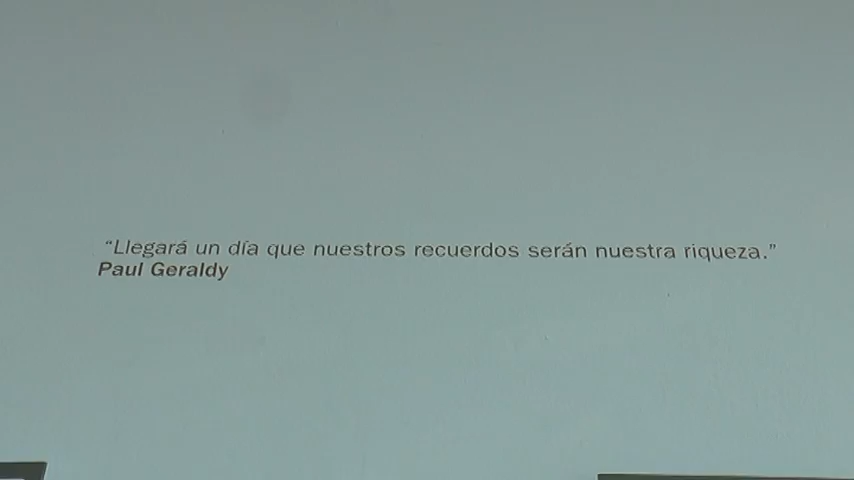 “Llegará un día que nuestros recuerdos serán nuestra riqueza.”
Paul Geraldy